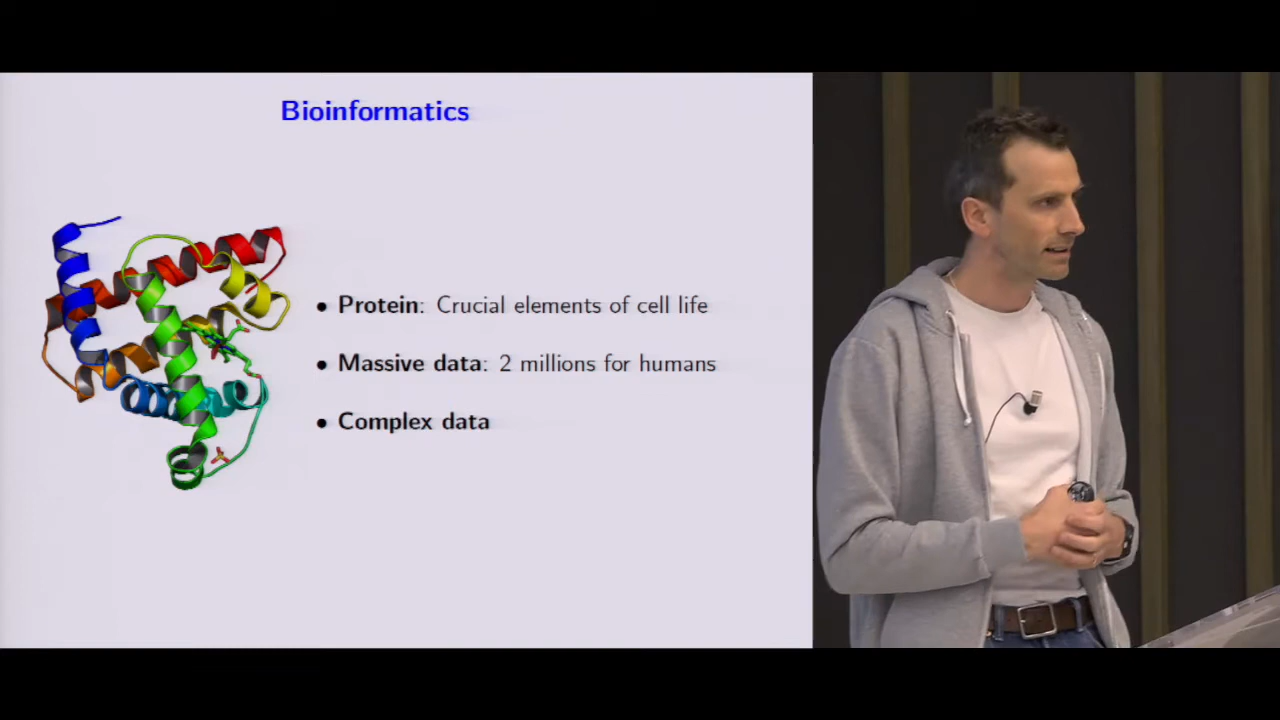 Bioinformatics
• Protein: Crucial elements of cell life
• Massive data: 2 millions for humans
• Complex data